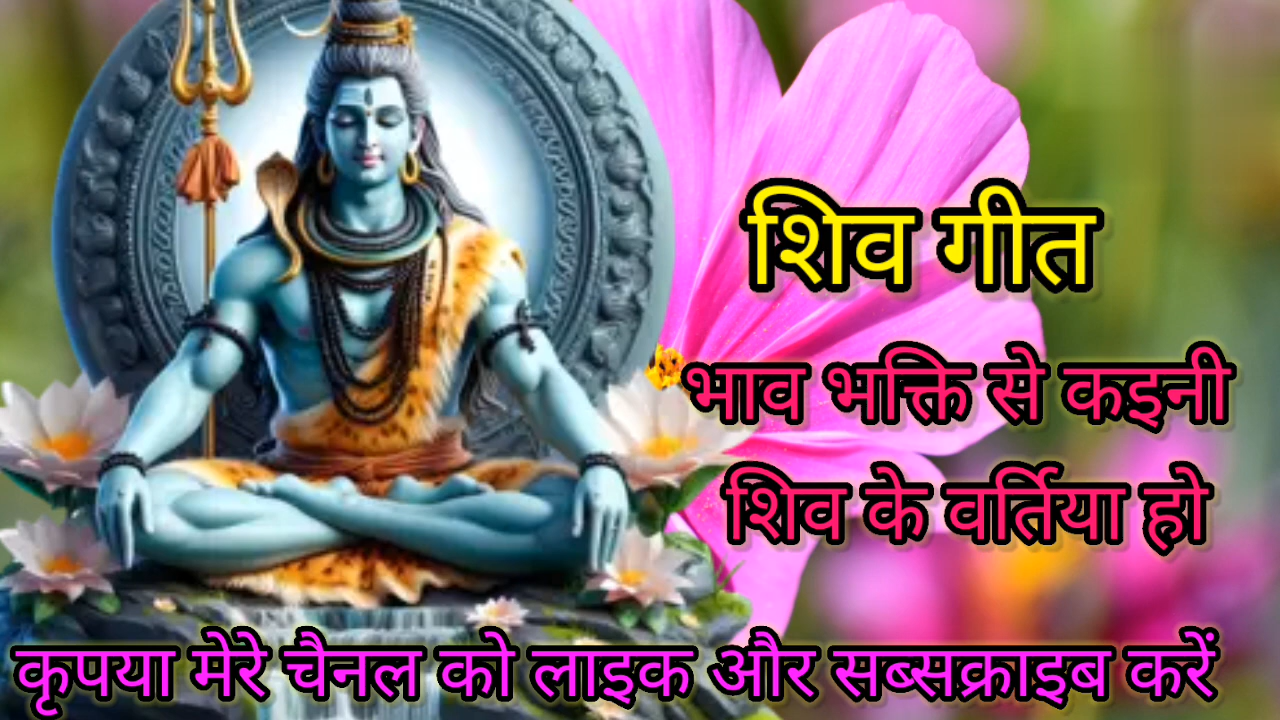 शिव गीत
भाव भक्ति से कइनी
शिव के वर्तिया हो
कृपया मेरे चैनल को लाइक और सब्सक्राइब करें